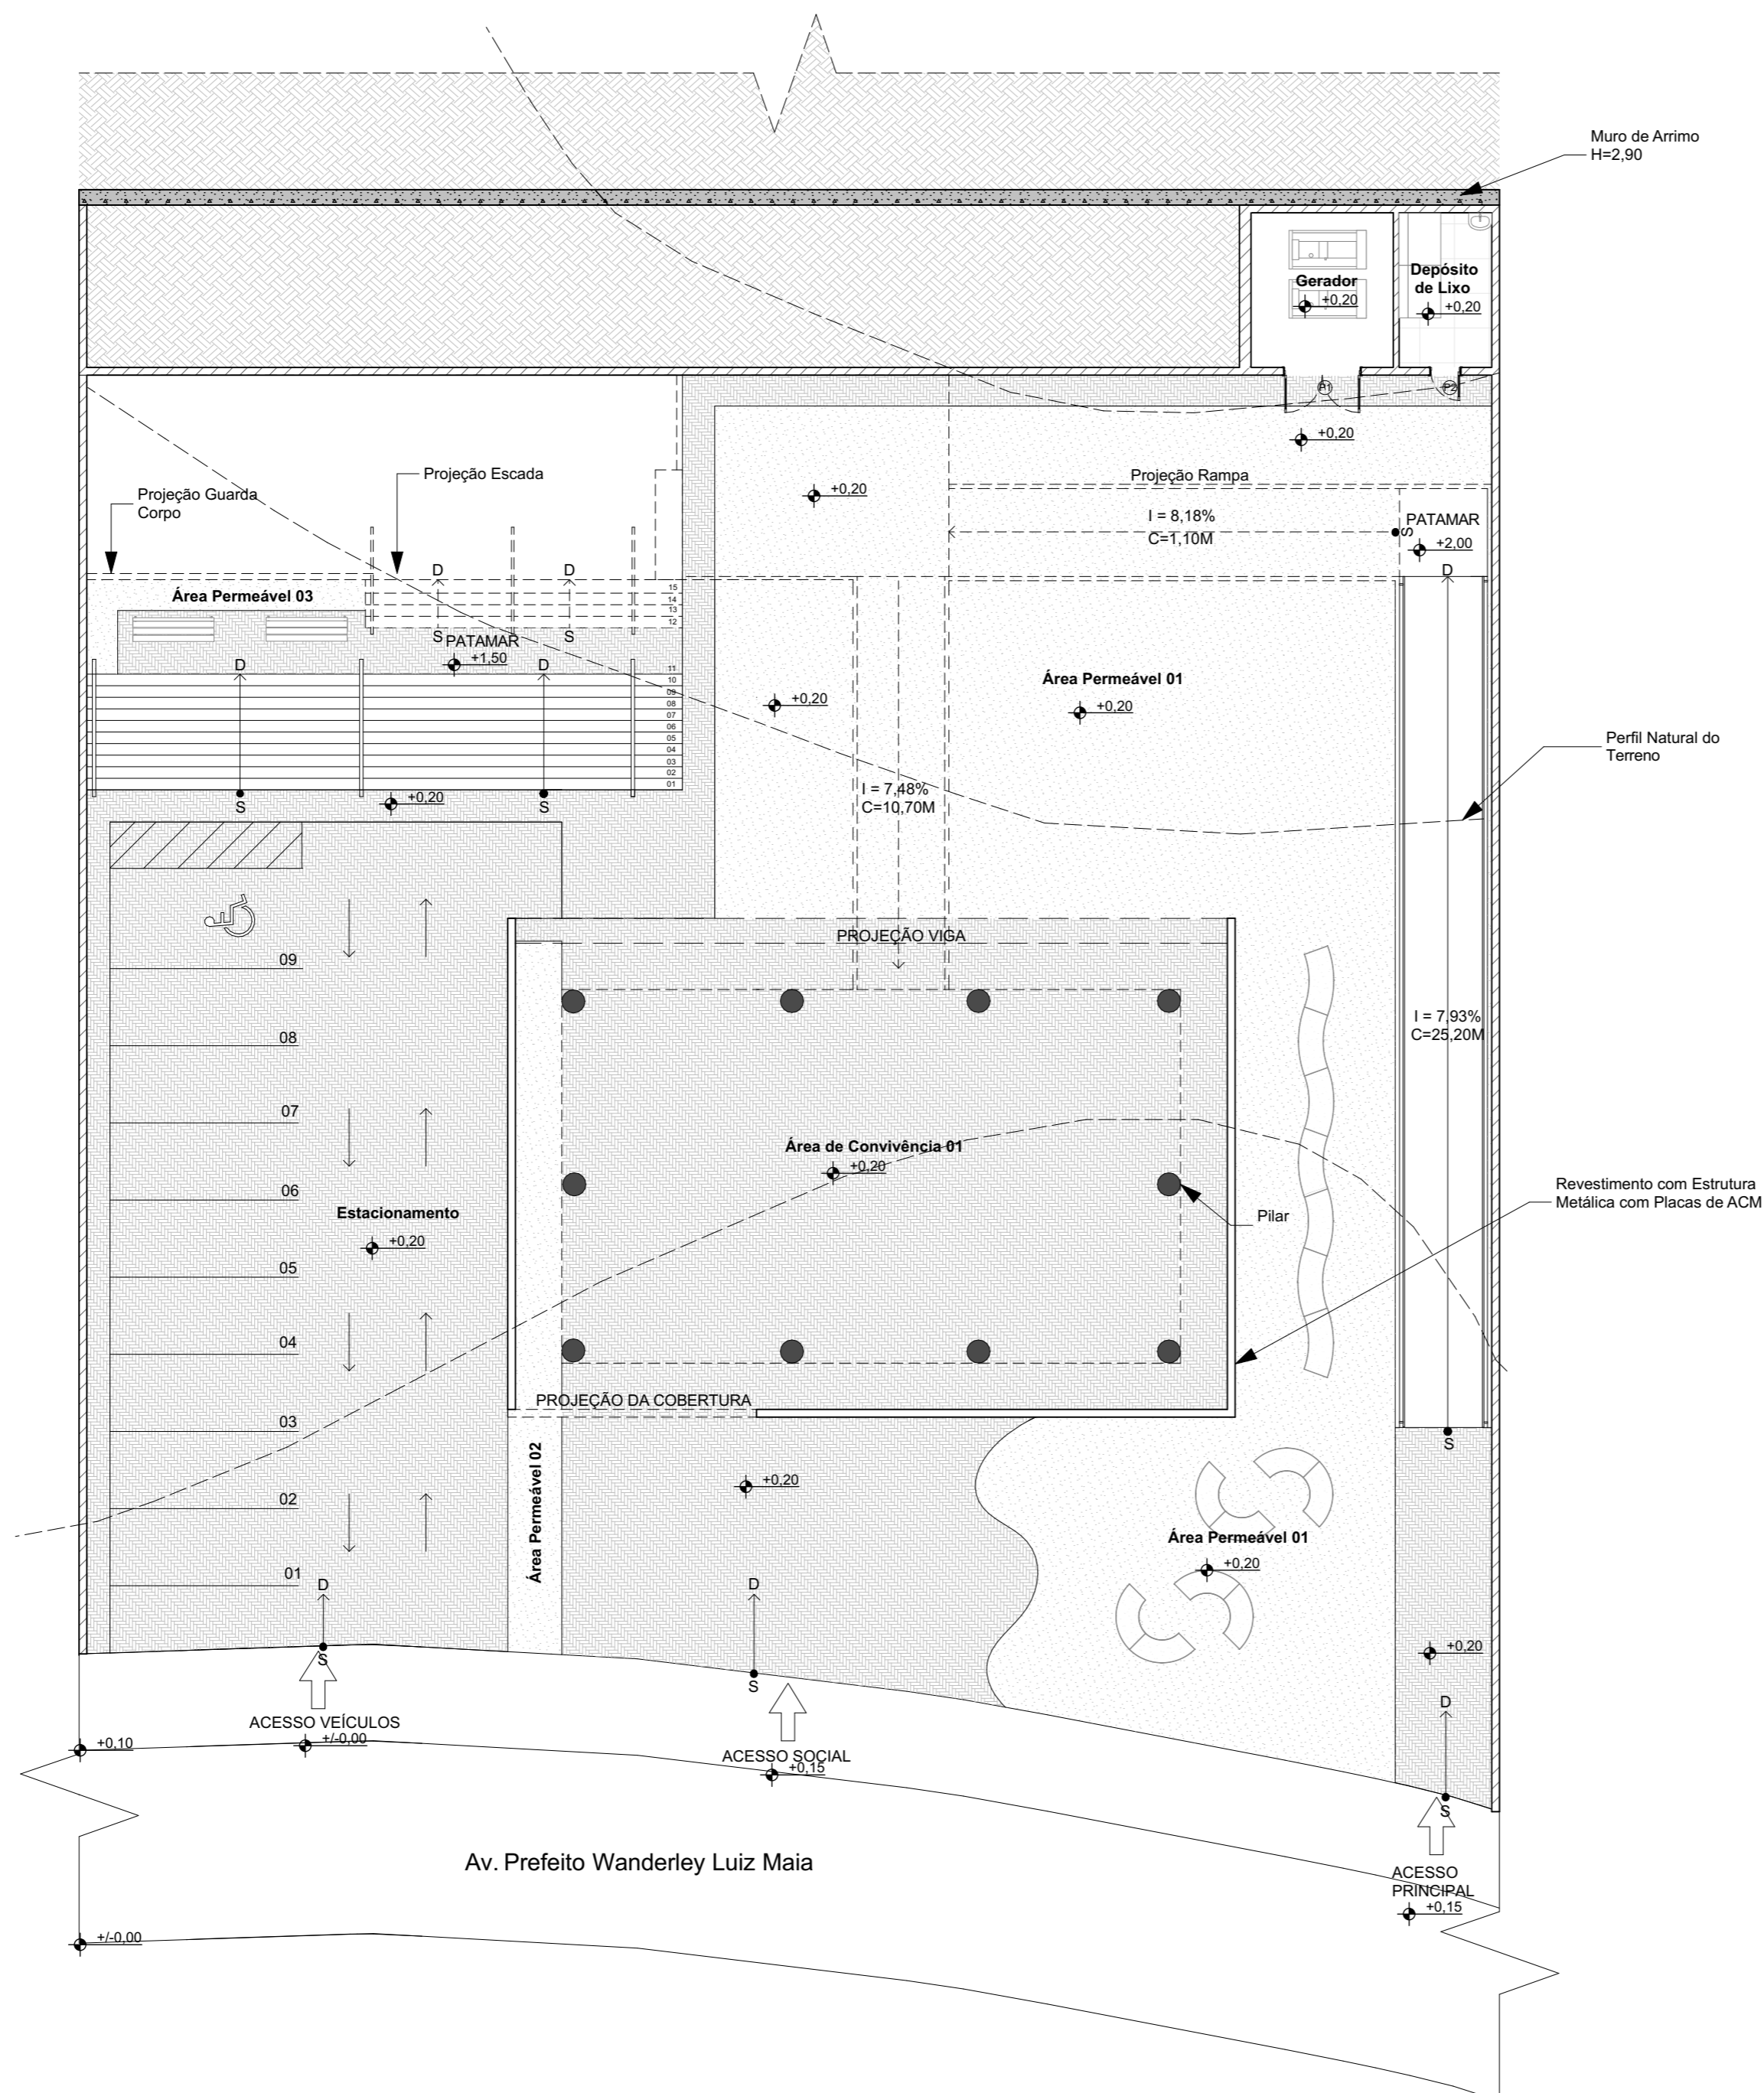 Muro de Arrimo
H=2,90
Gerador
+0,20
Depósito
de Lixo
+0,20
P1
P2
+0,20
Projeção Guarda
Corpo
Projeção Escada
+0,20
Projeção Rampa
I = 8,18%
C=1,10M
S
PATAMAR
+2,00
D
Área Permeável 03
D
D
15
14
13
12
S
S
PATAMAR
+1,50
D
D
11
10
09
08
07
06
05
04
03
02
01
S
S
+0,20
+0,20
Área Permeável 01
+0,20
I = 7,48%
C=10,70M
Perfil Natural do
Terreno
PROJEÇÃO VIGA
09
08
07
06
05
04
03
02
01
Estacionamento
+0,20
Área de Convivência 01
+0,20
Pilar
I = 7,93%
C=25,20M
Revestimento com Estrutura
Metálica com Placas de ACM
PROJEÇÃO DA COBERTURA
Área Permeável 02
+0,20
S
Área Permeável 01
+0,20
D
S
D
S
+0,20
D
S
ACESSO VEÍCULOS
+/-0,00
+0,10
ACESSO SOCIAL
+0,15
Av. Prefeito Wanderley Luiz Maia
ACESSO
PRINCIPAL
+0,15
+/-0,00